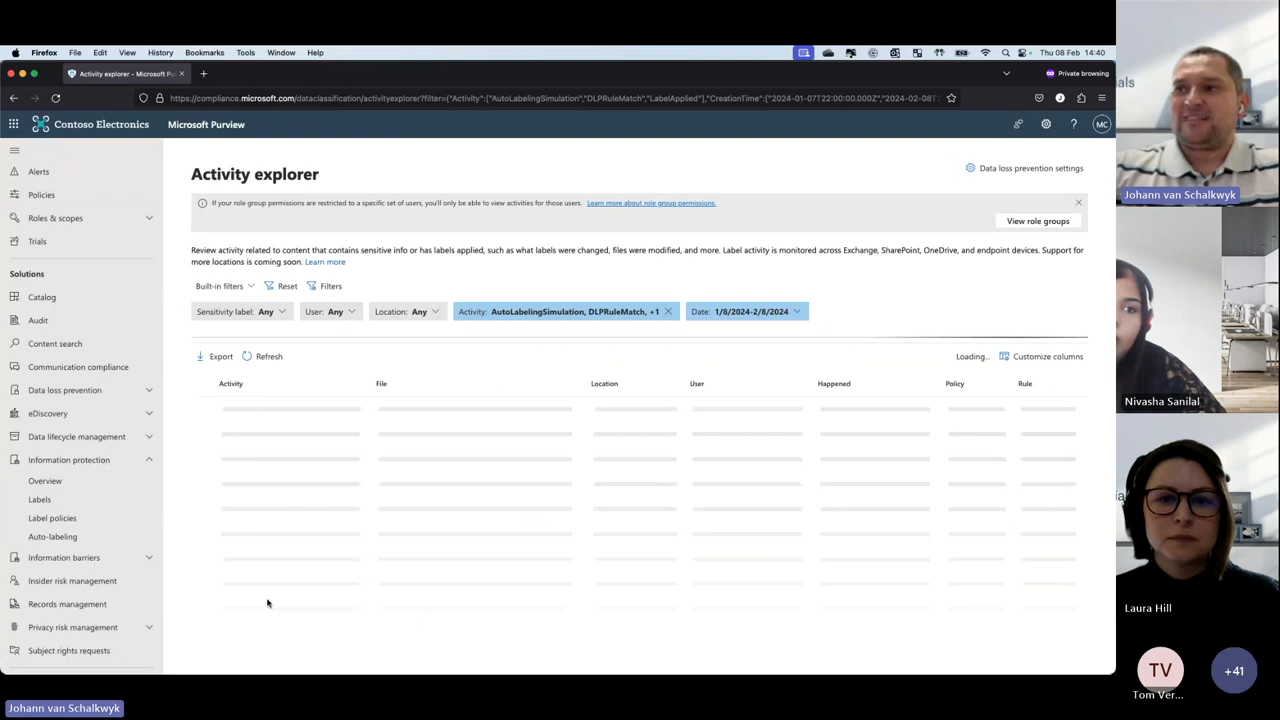 Firefox File Edit View History Bookmarks Tools Window Help Thu 08 Feb 14:40
Activity explorer – Microsoft Pu Private browsing
https://compliance.microsoft.com/dataclassification/activityexplorer?filter={"Activity":["AutoLabelingSimulation","DLPRuleMatch","LabelApplied"],"CreationTime":["2024-01-07T22:00:00.000Z","2024-02-08T
Contoso Electronics Microsoft Purview MC
Alerts
Policies
Roles & scopes
Trials
Solutions
Catalog
Audit
Content search
Communication compliance
Data loss prevention
eDiscovery
Data lifecycle management
Information protection
Overview
Labels
Label policies
Auto-labeling
Information barriers
Insider risk management
Records management
Privacy risk management
Subject rights requests
Activity explorer
Data loss prevention settings
If your role group permissions are restricted to a specific set of users, you'll only be able to view activities for those users. Learn more about role group permissions.
View role groups
Review activity related to content that contains sensitive info or has labels applied, such as what labels were changed, files were modified, and more. Label activity is monitored across Exchange, SharePoint, OneDrive, and endpoint devices. Support for
more locations is coming soon. Learn more
Built-in filters Reset Filters
Sensitivity label: Any User: Any Location: Any Activity: AutoLabelingSimulation, DLPRuleMatch, +1 Date: 1/8/2024-2/8/2024
Export Refresh Loading... Customize columns
Activity File Location User Happened Policy Rule
Johann van Schalkwyk
Nivasha Sanilal
Laura Hill
TV
Tom Ver...
+41
Johann van Schalkwyk